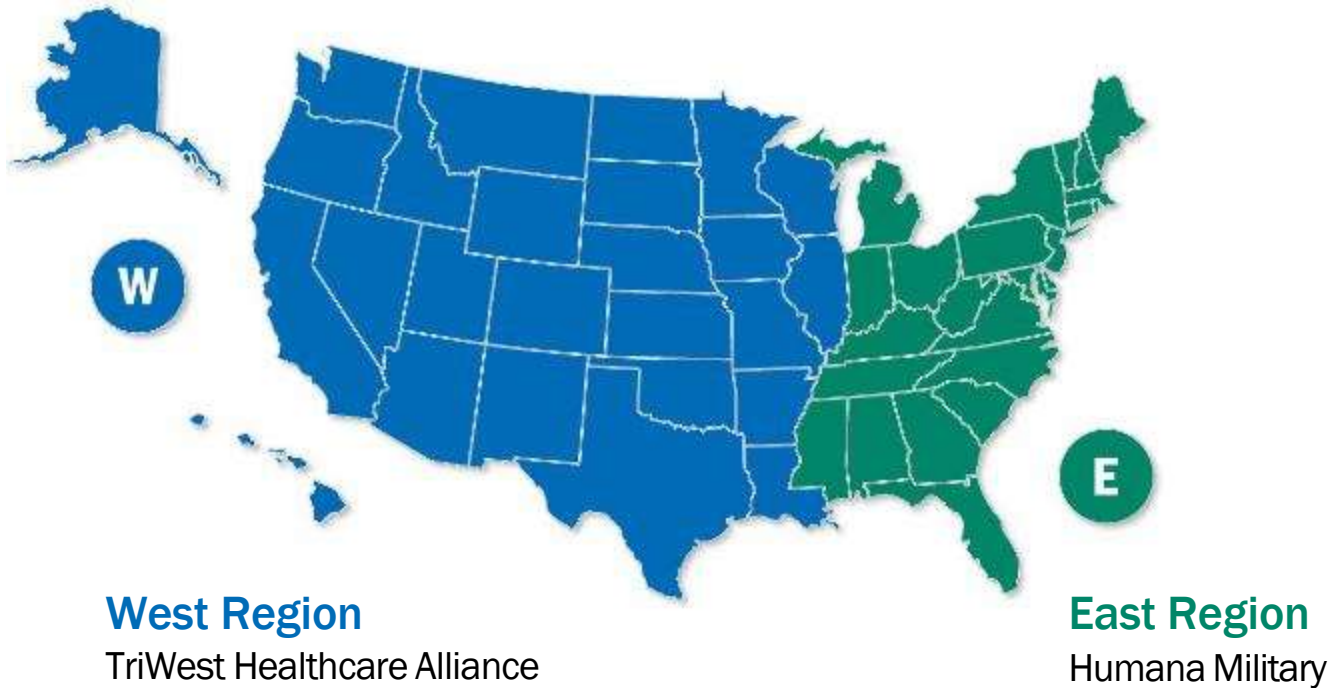 W
E
West Region
TriWest Healthcare Alliance
East Region
Humana Military